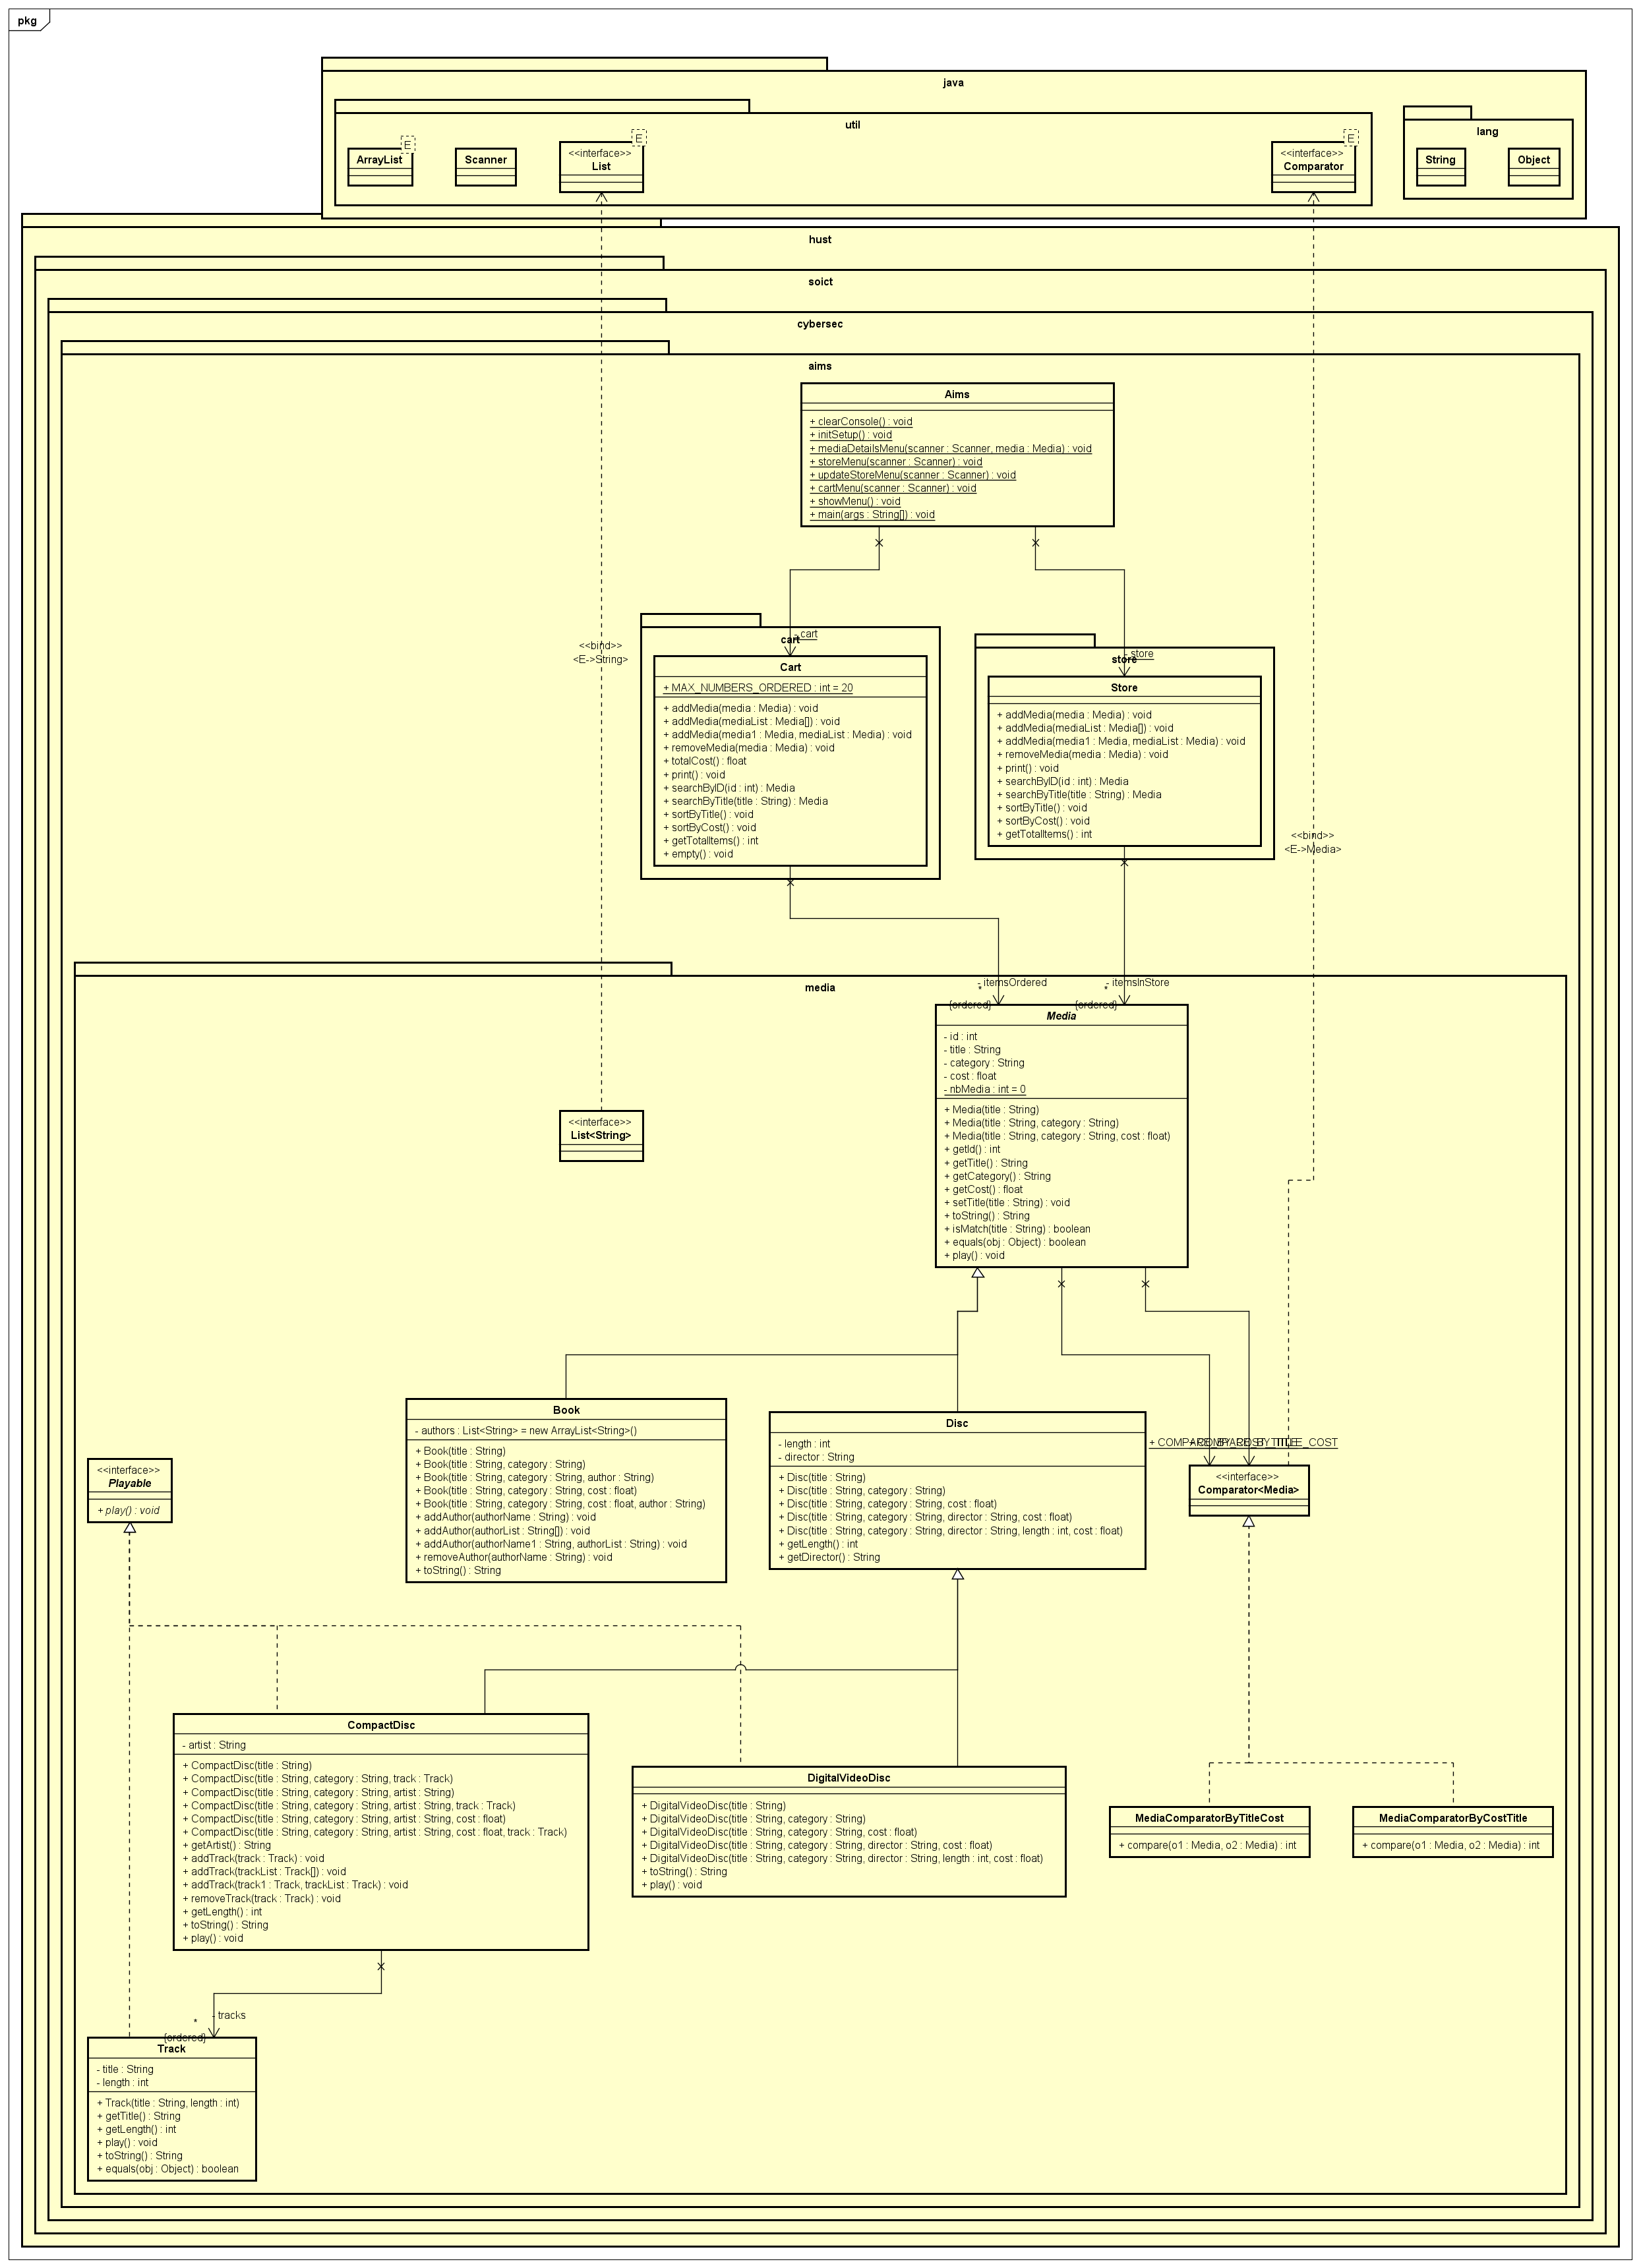 pkg
java
util
lang
ArrayList
E
Scanner
<<interface>>
List
E
<<interface>>
Comparator
E
String
Object
hust
soict
cybersec
aims
Aims
+ clearConsole() : void
+ initSetup() : void
+ mediaDetailsMenu(scanner : Scanner, media : Media) : void
+ storeMenu(scanner : Scanner) : void
+ updateStoreMenu(scanner : Scanner) : void
+ cartMenu(scanner : Scanner) : void
+ showMenu() : void
+ main(args : String[]) : void
<<bind>>
<E->String>
cart
- cart
Cart
+ MAX_NUMBERS_ORDERED : int = 20
+ addMedia(media : Media) : void
+ addMedia(mediaList : Media[]) : void
+ addMedia(media1 : Media, mediaList : Media) : void
+ removeMedia(media : Media) : void
+ totalCost() : float
+ print() : void
+ searchByID(id : int) : Media
+ searchByTitle(title : String) : Media
+ sortByTitle() : void
+ sortByCost() : void
+ getTotalItems() : int
+ empty() : void
store
- store
Store
+ addMedia(media : Media) : void
+ addMedia(mediaList : Media[]) : void
+ addMedia(media1 : Media, mediaList : Media) : void
+ removeMedia(media : Media) : void
+ print() : void
+ searchByID(id : int) : Media
+ searchByTitle(title : String) : Media
+ sortByTitle() : void
+ sortByCost() : void
+ getTotalItems() : int
<<bind>>
<E->Media>
media
- itemsOrdered
*
{ordered}
- itemsInStore
*
{ordered}
Media
- id : int
- title : String
- category : String
- cost : float
- nbMedia : int = 0
+ Media(title : String)
+ Media(title : String, category : String)
+ Media(title : String, category : String, cost : float)
+ getId() : int
+ getTitle() : String
+ getCategory() : String
+ getCost() : float
+ setTitle(title : String) : void
+ toString() : String
+ isMatch(title : String) : boolean
+ equals(obj : Object) : boolean
+ play() : void
<<interface>>
List<String>
Book
- authors : List<String> = new ArrayList<String>()
+ Book(title : String)
+ Book(title : String, category : String)
+ Book(title : String, category : String, author : String)
+ Book(title : String, category : String, cost : float)
+ Book(title : String, category : String, cost : float, author : String)
+ addAuthor(authorName : String) : void
+ addAuthor(authorList : String[]) : void
+ addAuthor(authorName1 : String, authorList : String) : void
+ removeAuthor(authorName : String) : void
+ toString() : String
Disc
- length : int
- director : String
+ Disc(title : String)
+ Disc(title : String, category : String)
+ Disc(title : String, category : String, cost : float)
+ Disc(title : String, category : String, director : String, cost : float)
+ Disc(title : String, category : String, director : String, length : int, cost : float)
+ getLength() : int
+ getDirector() : String
<<interface>>
Comparator<Media>
<<interface>>
Playable
+ play() : void
CompactDisc
- artist : String
+ CompactDisc(title : String)
+ CompactDisc(title : String, category : String, track : Track)
+ CompactDisc(title : String, category : String, artist : String)
+ CompactDisc(title : String, category : String, artist : String, track : Track)
+ CompactDisc(title : String, category : String, artist : String, cost : float)
+ CompactDisc(title : String, category : String, artist : String, cost : float, track : Track)
+ getArtist() : String
+ addTrack(track : Track) : void
+ addTrack(trackList : Track[]) : void
+ addTrack(track1 : Track, trackList : Track) : void
+ removeTrack(track : Track) : void
+ getLength() : int
+ toString() : String
+ play() : void
DigitalVideoDisc
+ DigitalVideoDisc(title : String)
+ DigitalVideoDisc(title : String, category : String)
+ DigitalVideoDisc(title : String, category : String, cost : float)
+ DigitalVideoDisc(title : String, category : String, director : String, cost : float)
+ DigitalVideoDisc(title : String, category : String, director : String, length : int, cost : float)
+ toString() : String
+ play() : void
MediaComparatorByTitleCost
+ compare(o1 : Media, o2 : Media) : int
MediaComparatorByCostTitle
+ compare(o1 : Media, o2 : Media) : int
- tracks
*
{ordered}
Track
- title : String
- length : int
+ Track(title : String, length : int)
+ getTitle() : String
+ getLength() : int
+ play() : void
+ toString() : String
+ equals(obj : Object) : boolean